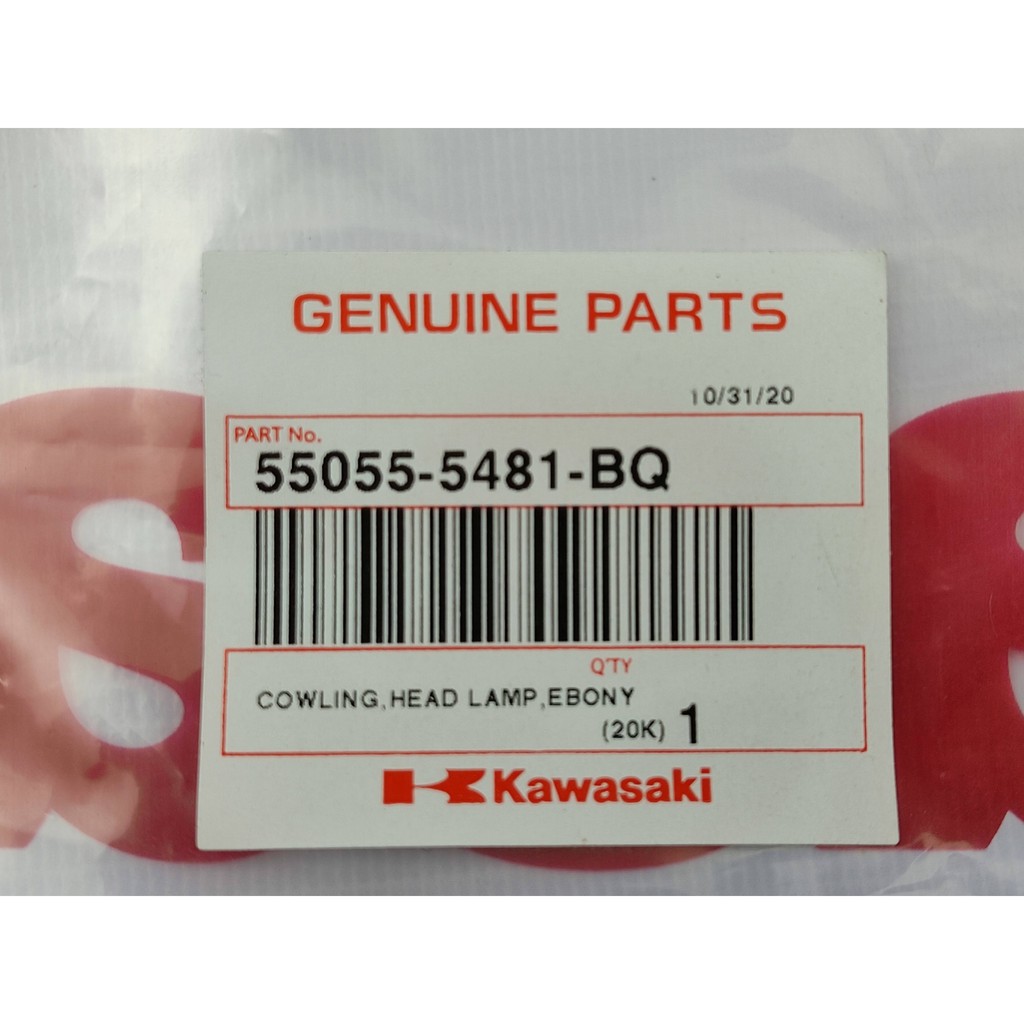 GENUINE PARTS
10/31/20
PART No.
55055-5481-BQ
Q'TY
COWLING,HEAD LAMP,EBONY
(20K) 1
Kawasaki